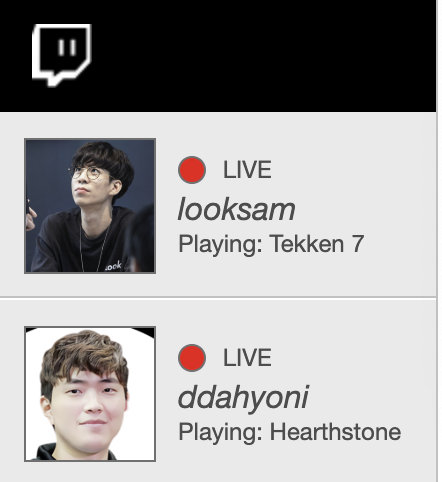 LIVE
looksam
Playing: Tekken 7
LIVE
ddahyoni
Playing: Hearthstone